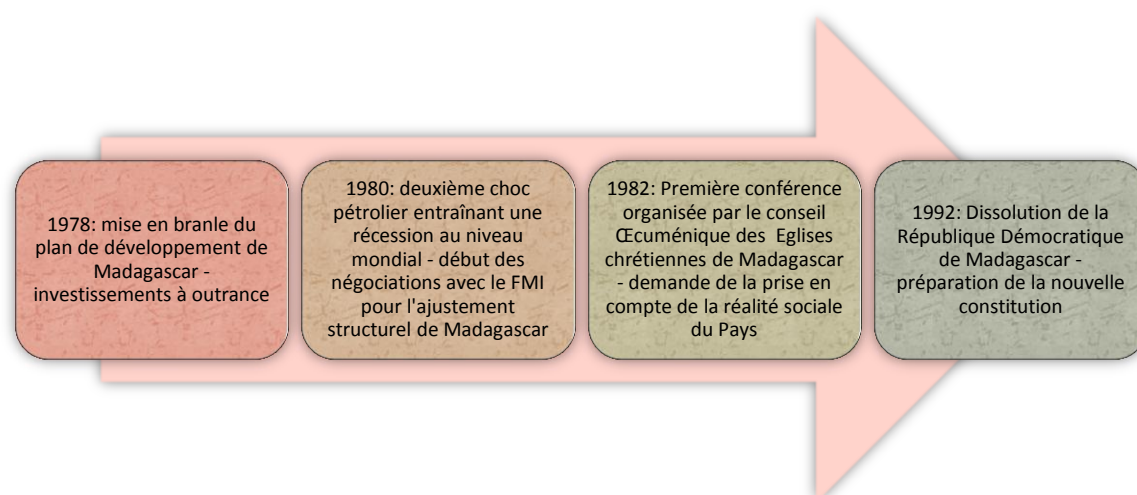 1978: mise en branle du
plan de développement de
Madagascar -
investissements à outrance
1980: deuxième choc
pétrolier entraînant une
récession au niveau
mondial - début des
négociations avec le FMI
pour l'ajustement
structurel de Madagascar
1982: Première conférence
organisée par le conseil
Œcuménique des Eglises
chrétiennes de Madagascar
- demande de la prise en
compte de la réalité sociale
du Pays
1992: Dissolution de la
République Démocratique
de Madagascar -
préparation de la nouvelle
constitution